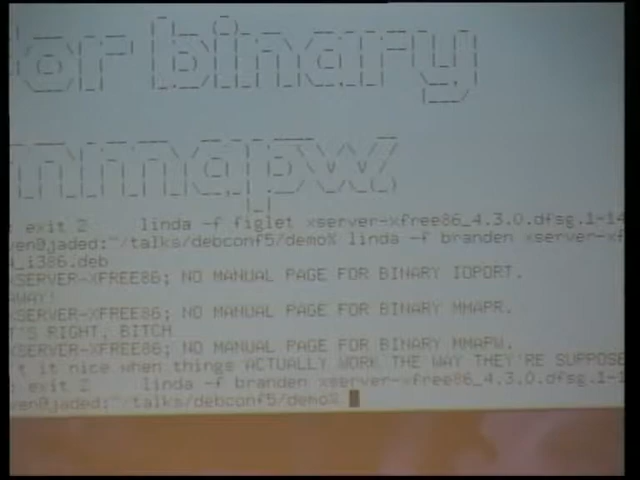 for binary
mmapw
exit 2 linda -f figlet xserver-xfree86_4.3.0.dfsg.1-14
en@jaded:~/talks/debconf5/demo% linda -f branden xserver-xf
_i386.deb
SERVER-XFREE86; NO MANUAL PAGE FOR BINARY IOPORT.
AWAY!
SERVER-XFREE86; NO MANUAL PAGE FOR BINARY MMAPR.
T'S RIGHT, BITCH
SERVER-XFREE86; NO MANUAL PAGE FOR BINARY MMAPW.
t it nice when things ACTUALLY WORK THE WAY THEY'RE SUPPOSE
exit 2 linda -f branden xserver-xfree86_4.3.0.dfsg.1-1
en@jaded:~/talks/debconf5/demo%